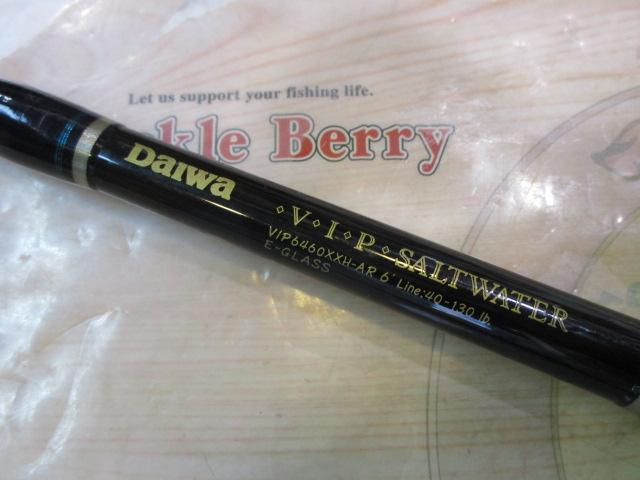 Let us support your fishing life.
kle Berry
Daiwa
V·I·P·SALTWATER
VIP6460XXH-AR 6' Line:40-130 lb.
E-GLASS